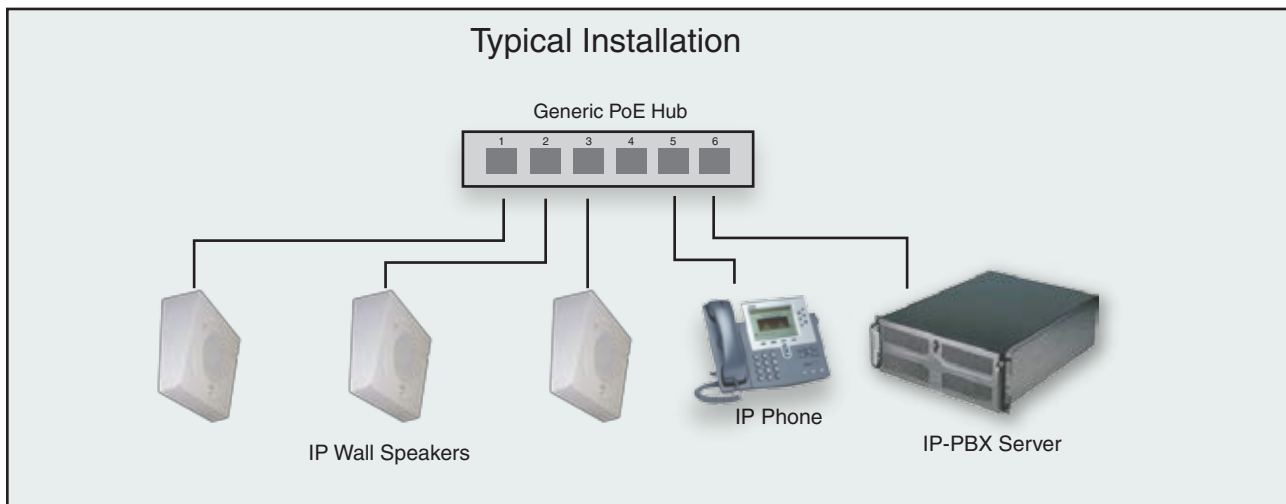 Typical Installation
Generic PoE Hub
1 2 3 4 5 6
IP Phone
IP Wall Speakers
IP-PBX Server